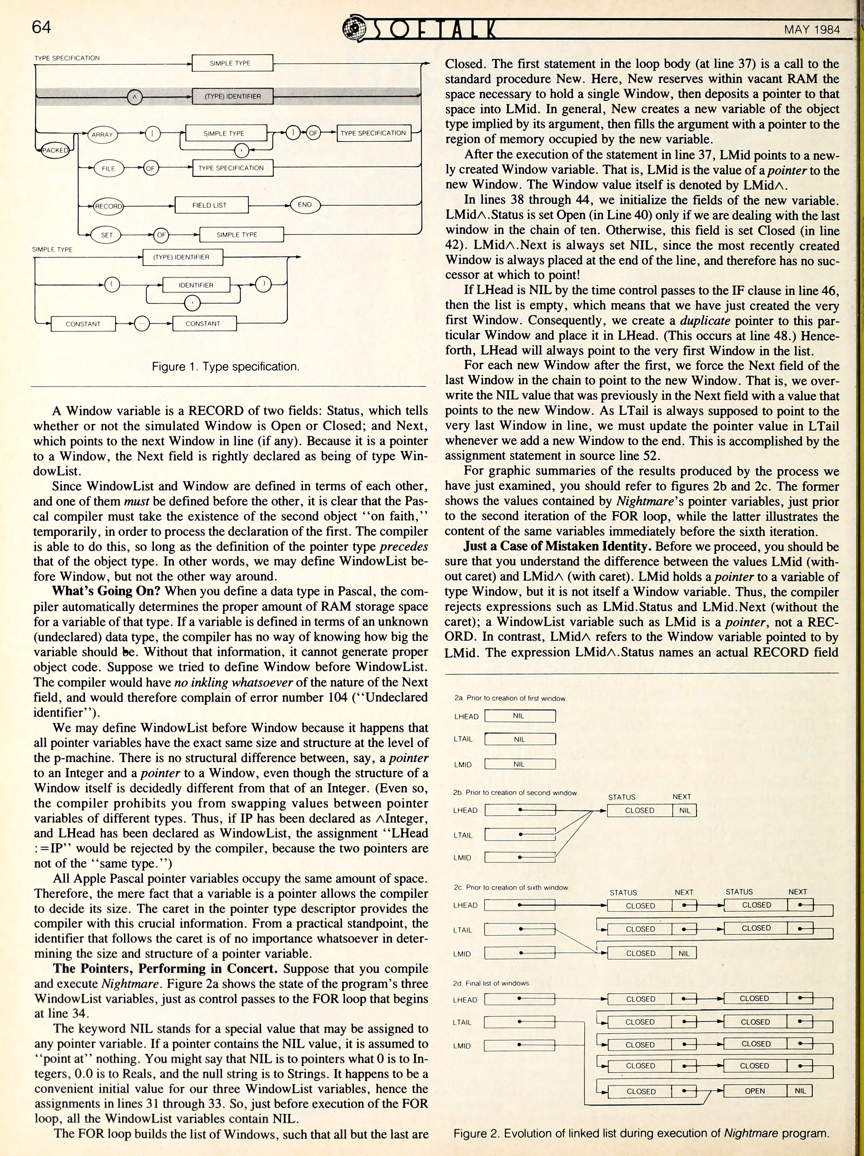 64
SOFTALK
MAY 1984
TYPE SPECIFICATION
SIMPLE TYPE
^
(TYPE) IDENTIFIER
PACKED
ARRAY
[
SIMPLE TYPE
,
]
OF
TYPE SPECIFICATION
FILE
OF
TYPE SPECIFICATION
RECORD
FIELD LIST
END
SET
OF
SIMPLE TYPE
SIMPLE TYPE
(TYPE) IDENTIFIER
(
IDENTIFIER
,
)
CONSTANT
..
CONSTANT
Figure 1. Type specification.
A Window variable is a RECORD of two fields: Status, which tells
whether or not the simulated Window is Open or Closed; and Next,
which points to the next Window in line (if any). Because it is a pointer
to a Window, the Next field is rightly declared as being of type Win-
dowList.
Since WindowList and Window are defined in terms of each other,
and one of them must be defined before the other, it is clear that the Pas-
cal compiler must take the existence of the second object "on faith,"
temporarily, in order to process the declaration of the first. The compiler
is able to do this, so long as the definition of the pointer type precedes
that of the object type. In other words, we may define WindowList be-
fore Window, but not the other way around.
What's Going On? When you define a data type in Pascal, the com-
piler automatically determines the proper amount of RAM storage space
for a variable of that type. If a variable is defined in terms of an unknown
(undeclared) data type, the compiler has no way of knowing how big the
variable should be. Without that information, it cannot generate proper
object code. Suppose we tried to define Window before WindowList.
The compiler would have no inkling whatsoever of the nature of the Next
field, and would therefore complain of error number 104 ("Undeclared
identifier").
We may define WindowList before Window because it happens that
all pointer variables have the exact same size and structure at the level of
the p-machine. There is no structural difference between, say, a pointer
to an Integer and a pointer to a Window, even though the structure of a
Window itself is decidedly different from that of an Integer. (Even so,
the compiler prohibits you from swapping values between pointer
variables of different types. Thus, if IP has been declared as ^Integer,
and LHead has been declared as WindowList, the assignment "LHead
:=IP" would be rejected by the compiler, because the two pointers are
not of the "same type.")
All Apple Pascal pointer variables occupy the same amount of space.
Therefore, the mere fact that a variable is a pointer allows the compiler
to decide its size. The caret in the pointer type descriptor provides the
compiler with this crucial information. From a practical standpoint, the
identifier that follows the caret is of no importance whatsoever in deter-
mining the size and structure of a pointer variable.
The Pointers, Performing in Concert. Suppose that you compile
and execute Nightmare. Figure 2a shows the state of the program's three
WindowList variables, just as control passes to the FOR loop that begins
at line 34.
The keyword NIL stands for a special value that may be assigned to
any pointer variable. If a pointer contains the NIL value, it is assumed to
"point at" nothing. You might say that NIL is to pointers what 0 is to In-
tegers, 0.0 is to Reals, and the null string is to Strings. It happens to be a
convenient initial value for our three WindowList variables, hence the
assignments in lines 31 through 33. So, just before execution of the FOR
loop, all the WindowList variables contain NIL.
The FOR loop builds the list of Windows, such that all but the last are
Closed. The first statement in the loop body (at line 37) is a call to the
standard procedure New. Here, New reserves within vacant RAM the
space necessary to hold a single Window, then deposits a pointer to that
space into LMid. In general, New creates a new variable of the object
type implied by its argument, then fills the argument with a pointer to the
region of memory occupied by the new variable.
After the execution of the statement in line 37, LMid points to a new-
ly created Window variable. That is, LMid is the value of a pointer to the
new Window. The Window value itself is denoted by LMid^.
In lines 38 through 44, we initialize the fields of the new variable.
LMid^.Status is set Open (in Line 40) only if we are dealing with the last
window in the chain of ten. Otherwise, this field is set Closed (in line
42). LMid^.Next is always set NIL, since the most recently created
Window is always placed at the end of the line, and therefore has no suc-
cessor at which to point!
If LHead is NIL by the time control passes to the IF clause in line 46,
then the list is empty, which means that we have just created the very
first Window. Consequently, we create a duplicate pointer to this par-
ticular Window and place it in LHead. (This occurs at line 48.) Hence-
forth, LHead will always point to the very first Window in the list.
For each new Window after the first, we force the Next field of the
last Window in the chain to point to the new Window. That is, we over-
write the NIL value that was previously in the Next field with a value that
points to the new Window. As LTail is always supposed to point to the
very last Window in line, we must update the pointer value in LTail
whenever we add a new Window to the end. This is accomplished by the
assignment statement in source line 52.
For graphic summaries of the results produced by the process we
have just examined, you should refer to figures 2b and 2c. The former
shows the values contained by Nightmare's pointer variables, just prior
to the second iteration of the FOR loop, while the latter illustrates the
content of the same variables immediately before the sixth iteration.
Just a Case of Mistaken Identity. Before we proceed, you should be
sure that you understand the difference between the values LMid (with-
out caret) and LMid^ (with caret). LMid holds a pointer to a variable of
type Window, but it is not itself a Window variable. Thus, the compiler
rejects expressions such as LMid.Status and LMid.Next (without the
caret); a WindowList variable such as LMid is a pointer, not a REC-
ORD. In contrast, LMid^ refers to the Window variable pointed to by
LMid. The expression LMid^.Status names an actual RECORD field
2a. Prior to creation of first window.
LHEAD NIL
LTAIL NIL
LMID NIL
2b. Prior to creation of second window.
STATUS NEXT
LHEAD CLOSED NIL
LTAIL
LMID
2c. Prior to creation of sixth window.
STATUS NEXT STATUS NEXT
LHEAD CLOSED CLOSED
LTAIL CLOSED CLOSED
LMID CLOSED NIL
2d. Final list of windows.
LHEAD CLOSED CLOSED
LTAIL CLOSED CLOSED
LMID CLOSED CLOSED
CLOSED CLOSED
CLOSED OPEN NIL
Figure 2. Evolution of linked list during execution of Nightmare program.